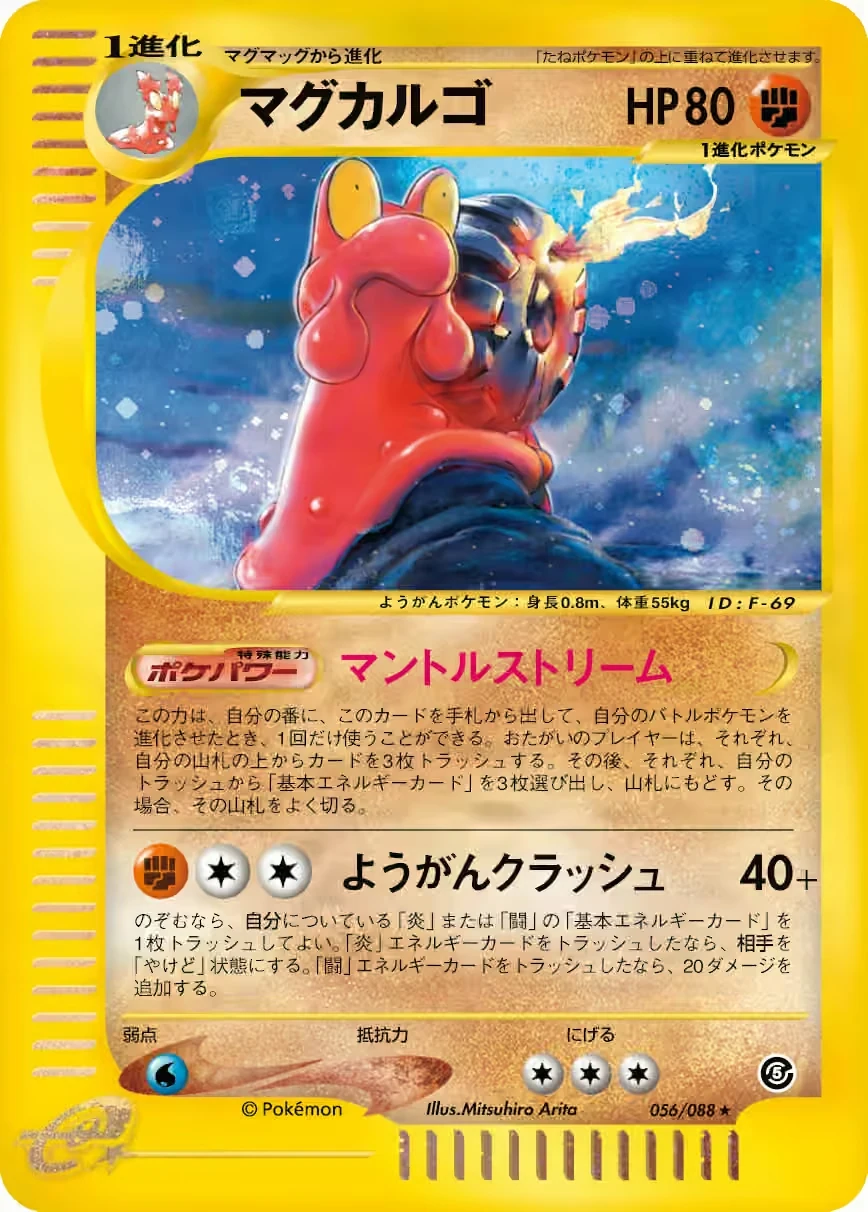 1進化
マグマッグから進化
「たねポケモン」の上に重ねて進化させます。
マグカルゴ
HP80
1進化ポケモン
ようがんポケモン：身長0.8m、体重55kg ID：F-69
特殊能力
ポケパワー
マントルストリーム
この力は、自分の番に、このカードを手札から出して、自分のバトルポケモンを
進化させたとき、1回だけ使うことができる。おたがいのプレイヤーは、それぞれ、
自分の山札の上からカードを3枚トラッシュする。その後、それぞれ、自分の
トラッシュから「基本エネルギーカード」を3枚選び出し、山札にもどす。その
場合、その山札をよく切る。
ようがんクラッシュ 40+
のぞむなら、自分についている「炎」または「闘」の「基本エネルギーカード」を
1枚トラッシュしてよい。「炎」エネルギーカードをトラッシュしたなら、相手を
「やけど」状態にする。「闘」エネルギーカードをトラッシュしたなら、20ダメージを
追加する。
弱点 抵抗力 にげる
5
© Pokémon Illus.Mitsuhiro Arita 056/088 ★